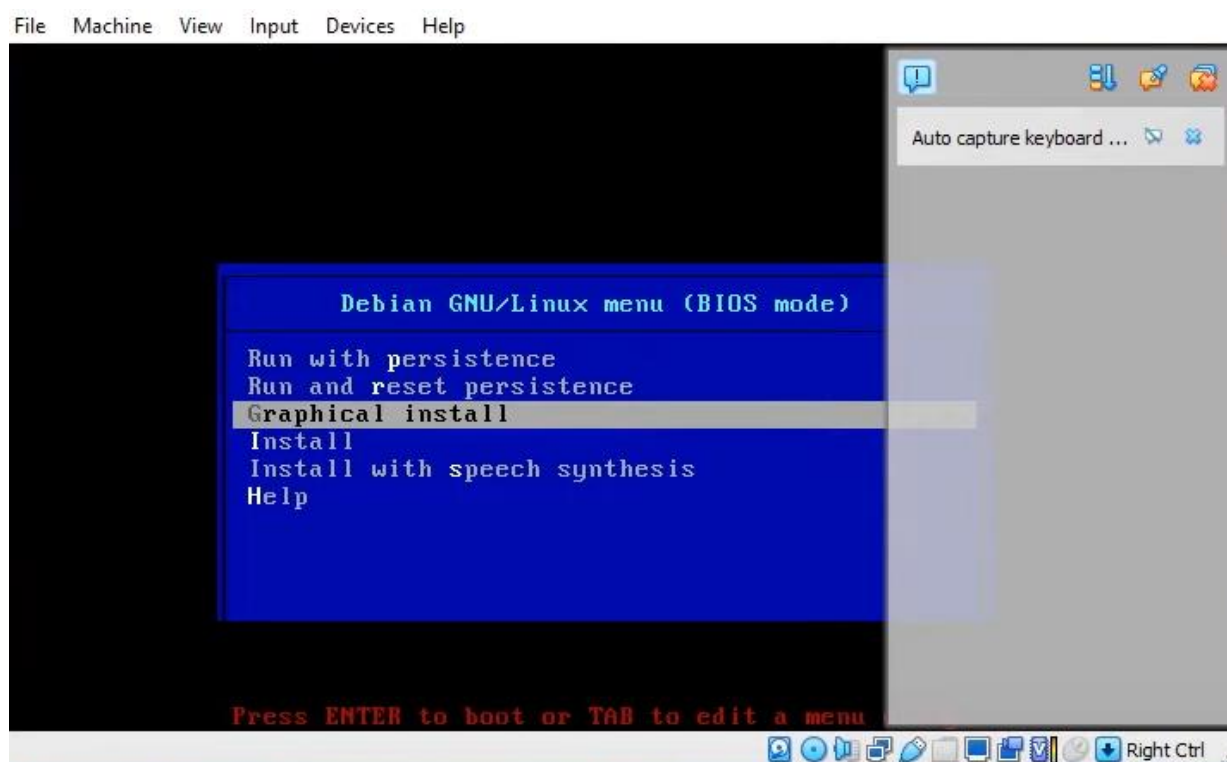 File Machine View Input Devices Help
Auto capture keyboard ...
Debian GNU/Linux menu (BIOS mode)
Run with persistence
Run and reset persistence
Graphical install
Install
Install with speech synthesis
Help
Press ENTER to boot or TAB to edit a menu
Right Ctrl